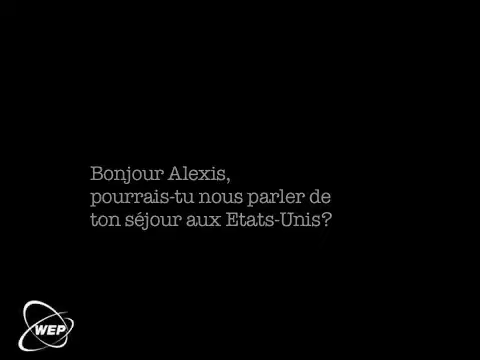 Bonjour Alexis,
pourrais-tu nous parler de
ton séjour aux Etats-Unis?
WEP